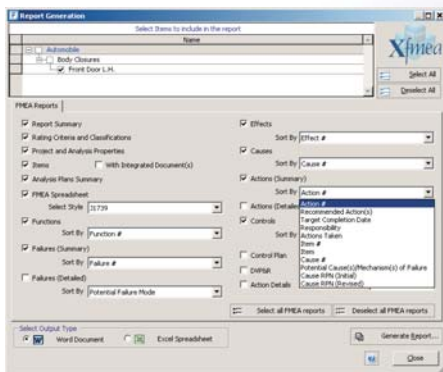 Report Generation
Select Items to include in the report
Name
Automobile
Body Closures
Front Door L.H.
Xfmea
Select All
Deselect All
FMEA Reports
Report Summary
Rating Criteria and Classifications
Project and Analysis Properties
Items
With Integrated Document(s)
Analysis Plans Summary
FMEA Spreadsheet
Select Style
J1739
Functions
Sort By
Function #
Failures (Summary)
Sort By
Failure #
Failures (Detailed)
Sort By
Potential Failure Mode
Effects
Sort By
Effect #
Causes
Sort By
Cause #
Actions (Summary)
Sort By
Action #
Actions (Detailed
Controls
Sort By
Control Plan
DVP&R
Action Details
Action #
Recommended Action(s)
Target Completion Date
Responsibility
Actions Taken
Item #
Item
Cause #
Potential Cause(s)/Mechanism(s) of Failure
Cause RPN (Initial)
Cause RPN (Revised)
Select all FMEA reports
Deselect all FMEA reports
Select Output Type
Word Document
Excel Spreadsheet
Generate Report...
Close